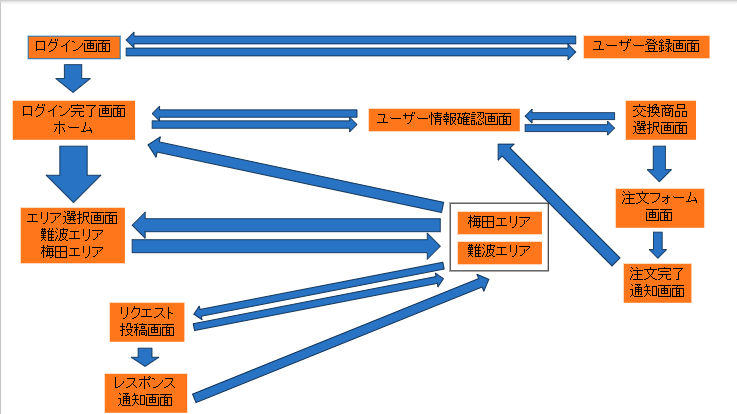 ログイン画面
ユーザー登録画面
ログイン完了画面
ホーム
ユーザー情報確認画面
交換商品
選択画面
エリア選択画面
難波エリア
梅田エリア
梅田エリア
難波エリア
注文フォーム
画面
注文完了
通知画面
リクエスト
投稿画面
レスポンス
通知画面